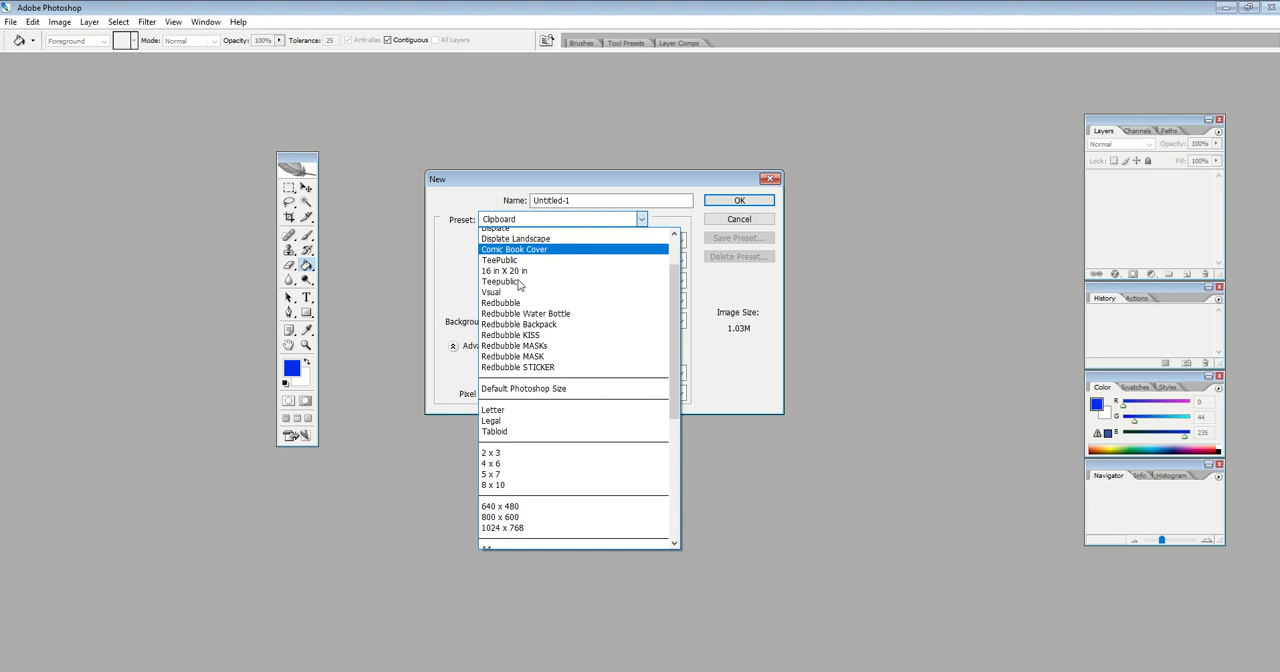 Adobe Photoshop
File Edit Image Layer Select Filter View Window Help
Foreground Mode: Normal Opacity: 100% Tolerance: 25 Anti-alias Contiguous All Layers Brushes Tool Presets Layer Comps
New
Name: Untitled-1 OK
Preset: Clipboard Cancel
Displate
Displate Landscape Save Preset...
Comic Book Cover
TeePublic Delete Preset...
16 in X 20 in
Teepublic
Vsual
Redbubble
Redbubble Water Bottle Image Size:
Redbubble Backpack 1.03M
Redbubble KISS
Redbubble MASKs
Redbubble MASK
Redbubble STICKER
Default Photoshop Size
Pixel
Letter
Legal
Tabloid
2 x 3
4 x 6
5 x 7
8 x 10
640 x 480
800 x 600
1024 x 768
A4
T
Layers Channels Paths
Normal Opacity: 100%
Lock: Fill: 100%
History Actions
Color Swatches Styles
R 0
G 44
B 235
Navigator Info Histogram